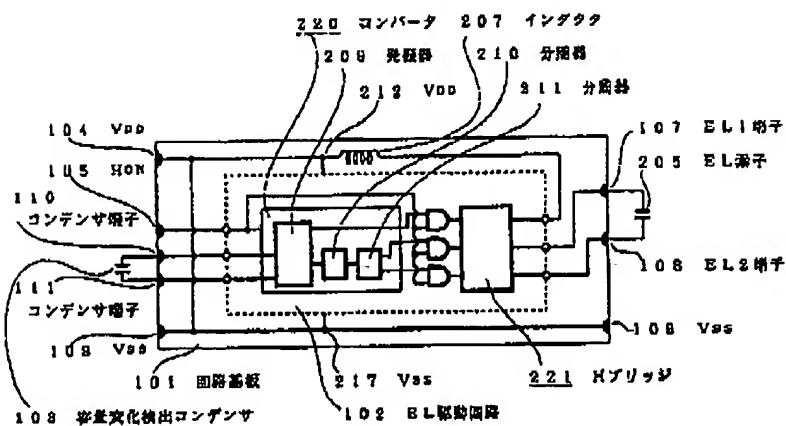 220 コンバータ 207 インダクタ
209 発振器 210 分周器
212 VDD 211 分周器
104 VDD
107 EL1端子
105 HON
205 EL素子
110
コンデンサ端子
108 EL2端子
111
コンデンサ端子
109 VSS
109 VSS
101 回路基板
217 VSS
221 Hブリッジ
103 容量変化検出コンデンサ
102 EL駆動回路